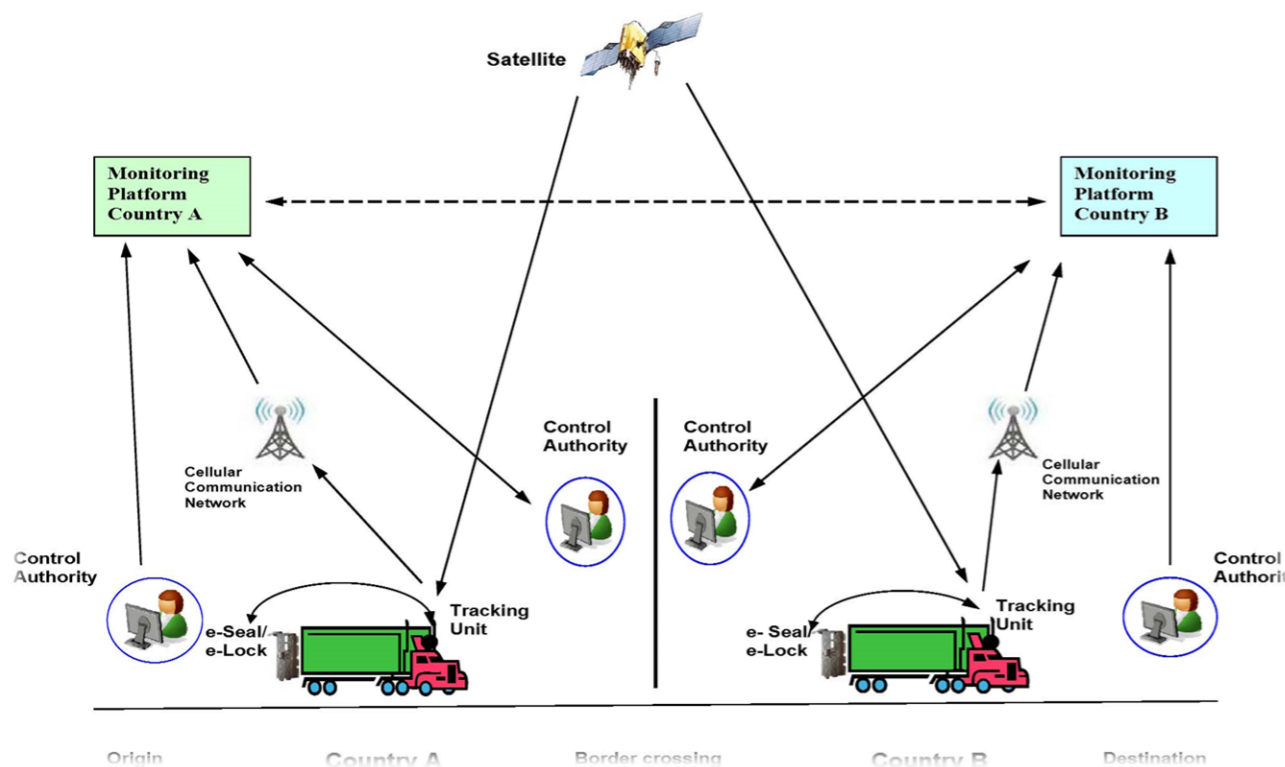 Satellite
Monitoring
Platform
Country A
Monitoring
Platform
Country B
Control
Authority
Control
Authority
Cellular
Communication
Network
Cellular
Communication
Network
Control
Authority
Control
Authorit
Tracking
Unit
e-Seal/
e-Lock
Tracking
Unit
e- Seal/
e-Lock
Origin
Country A
Border crossing
Country B
Destination